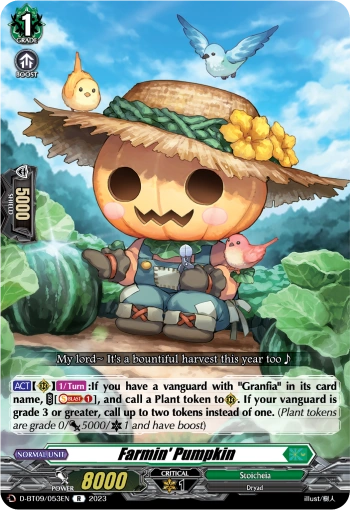 1
GRADE
BOOST
5000
SHIELD
My lord~ It's a bountiful harvest this year too♪
ACT 1/Turn :If you have a vanguard with "Granfia" in its card
name, [BLAST 1], and call a Plant token to . If your vanguard is
grade 3 or greater, call up to two tokens instead of one. (Plant tokens
are grade 0/ 5000/ 1 and have boost)
NORMAL UNIT
Farmin' Pumpkin
POWER 8000
CRITICAL
1
Stoicheia
Dryad
D-BT09/053EN R 2023
illust/樹人